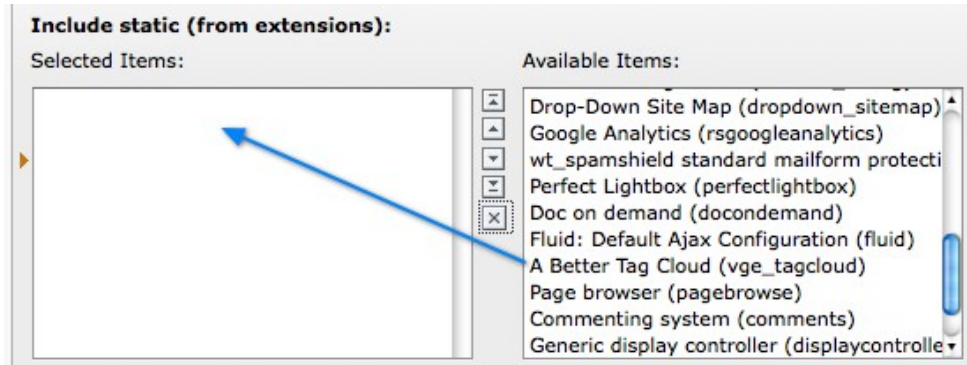 Include static (from extensions):
Selected Items:
Available Items:
Drop-Down Site Map (dropdown_sitemap)
Google Analytics (rsgoogleanalytics)
wt_spamshield standard mailform protecti
Perfect Lightbox (perfectlightbox)
Doc on demand (docondemand)
Fluid: Default Ajax Configuration (fluid)
A Better Tag Cloud (vge_tagcloud)
Page browser (pagebrowse)
Commenting system (comments)
Generic display controller (displaycontrolle